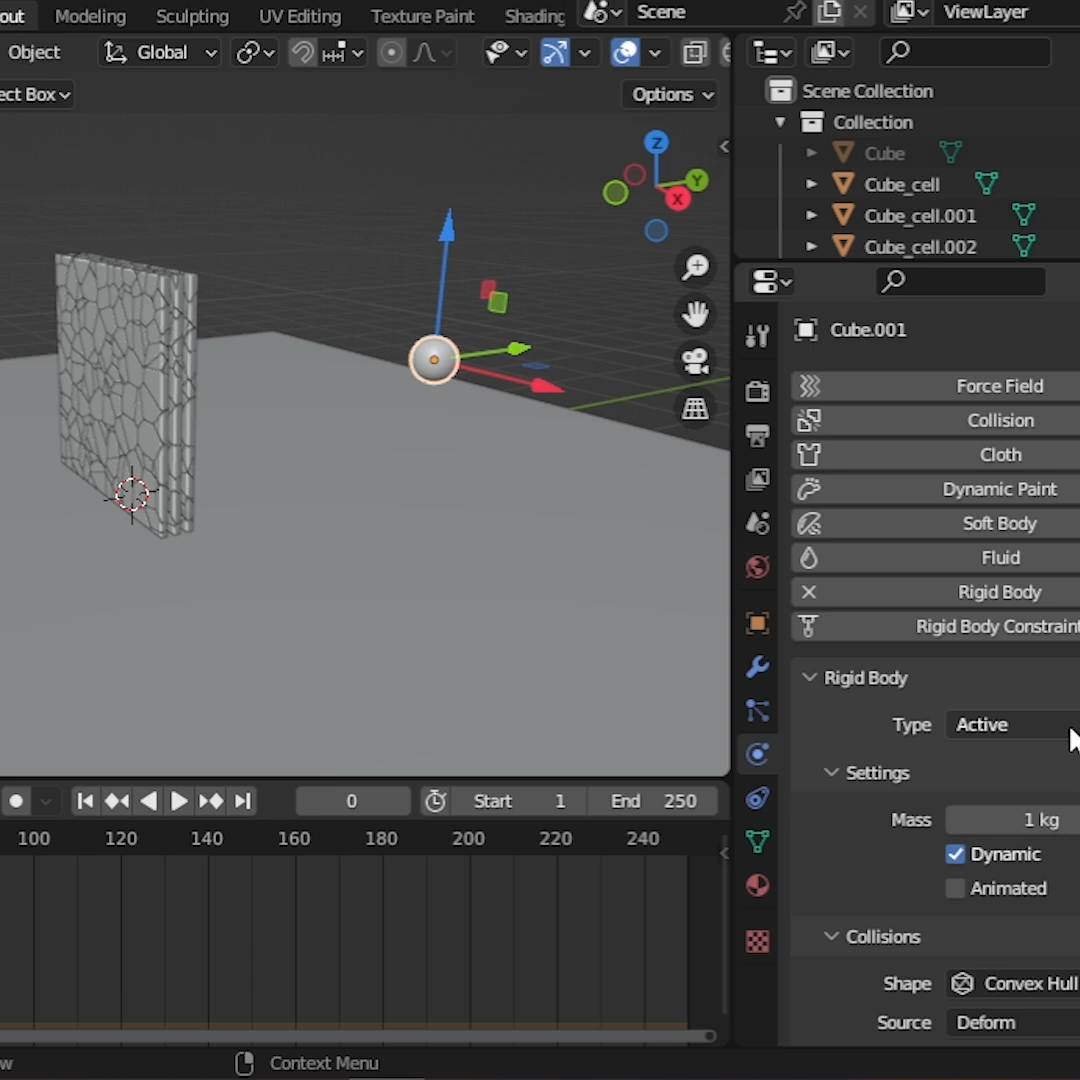 out Modeling Sculpting UV Editing Texture Paint Shading Scene ViewLayer
Object Global
ect Box Options
Z
Y
X
Scene Collection
Collection
Cube
Cube_cell
Cube_cell.001
Cube_cell.002
Cube.001
Force Field
Collision
Cloth
Dynamic Paint
Soft Body
Fluid
Rigid Body
Rigid Body Constraint
Rigid Body
Type Active
Settings
Mass 1 kg
Dynamic
Animated
Collisions
Shape Convex Hull
Source Deform
0 Start 1 End 250
100 120 140 160 180 200 220 240
w Context Menu